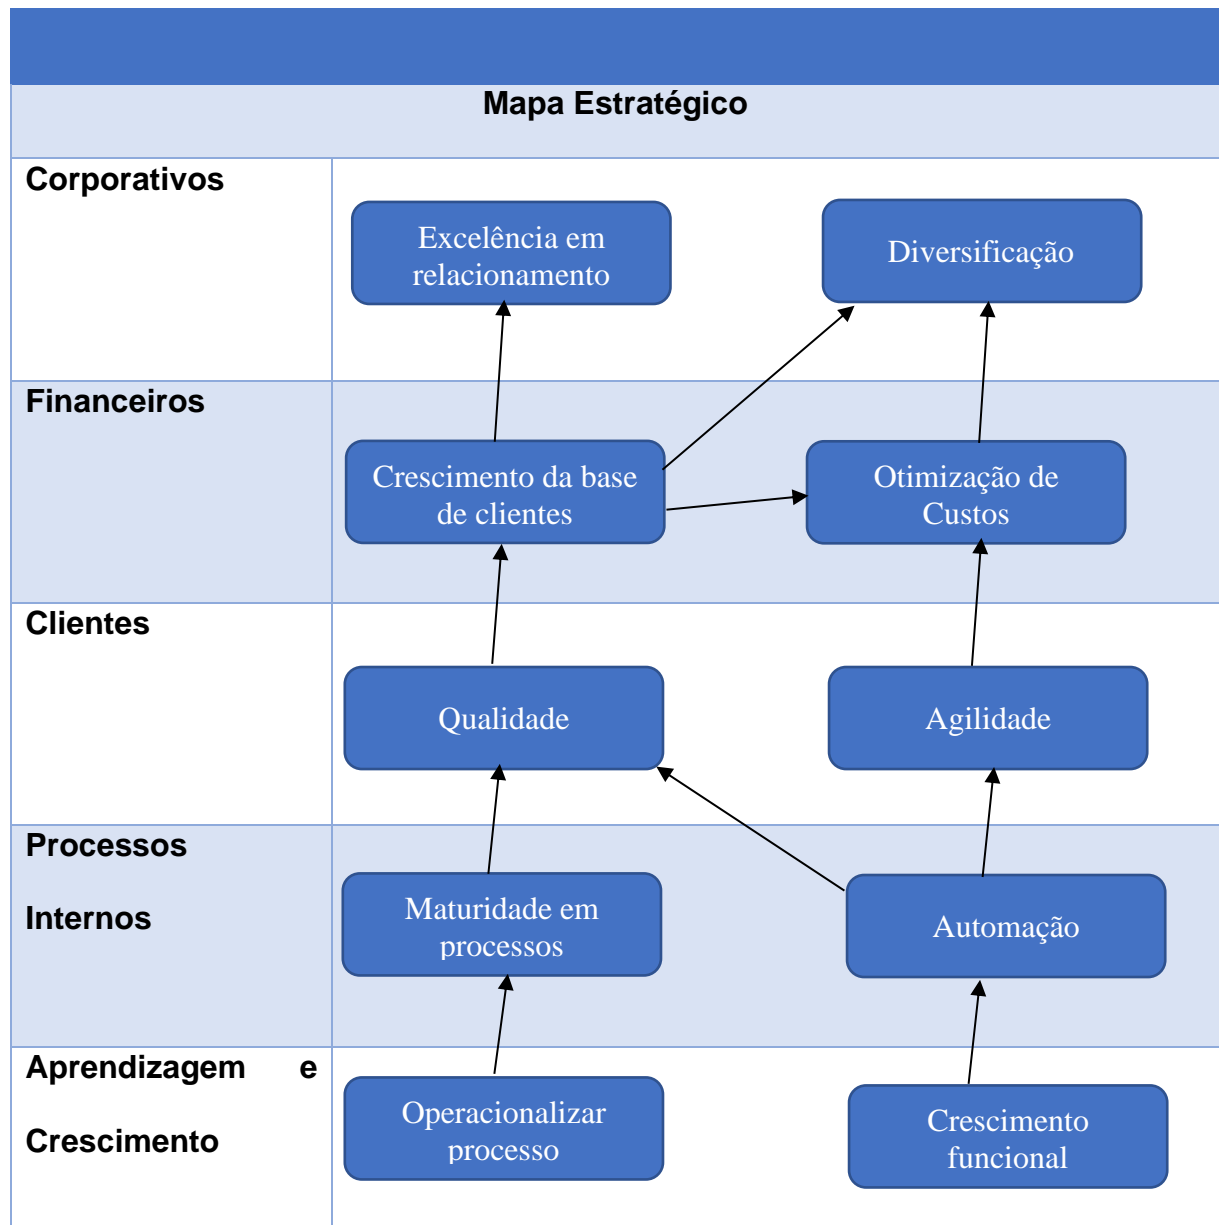 Mapa Estratégico
Corporativos
Excelência em
relacionamento
Diversificação
Financeiros
Crescimento da base
de clientes
Otimização de
Custos
Clientes
Qualidade
Agilidade
Processos
Internos
Maturidade em
processos
Automação
Aprendizagem e
Crescimento
Operacionalizar
processo
Crescimento
funcional